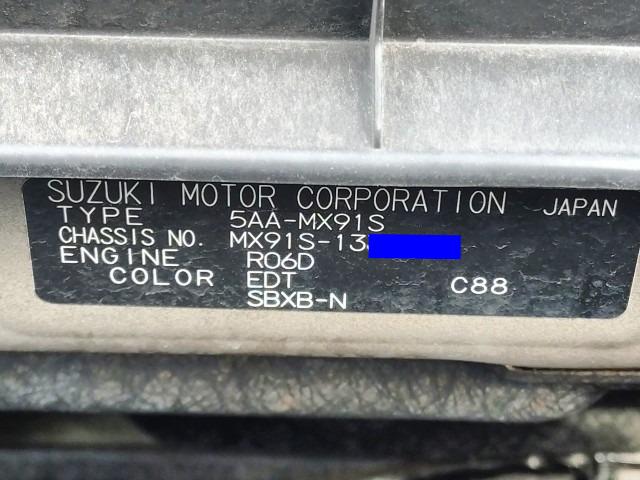 SUZUKI MOTOR CORPORATION JAPAN
TYPE 5AA-MX91S
CHASSIS NO. MX91S-13
ENGINE R06D
COLOR EDT C88
SBXB-N